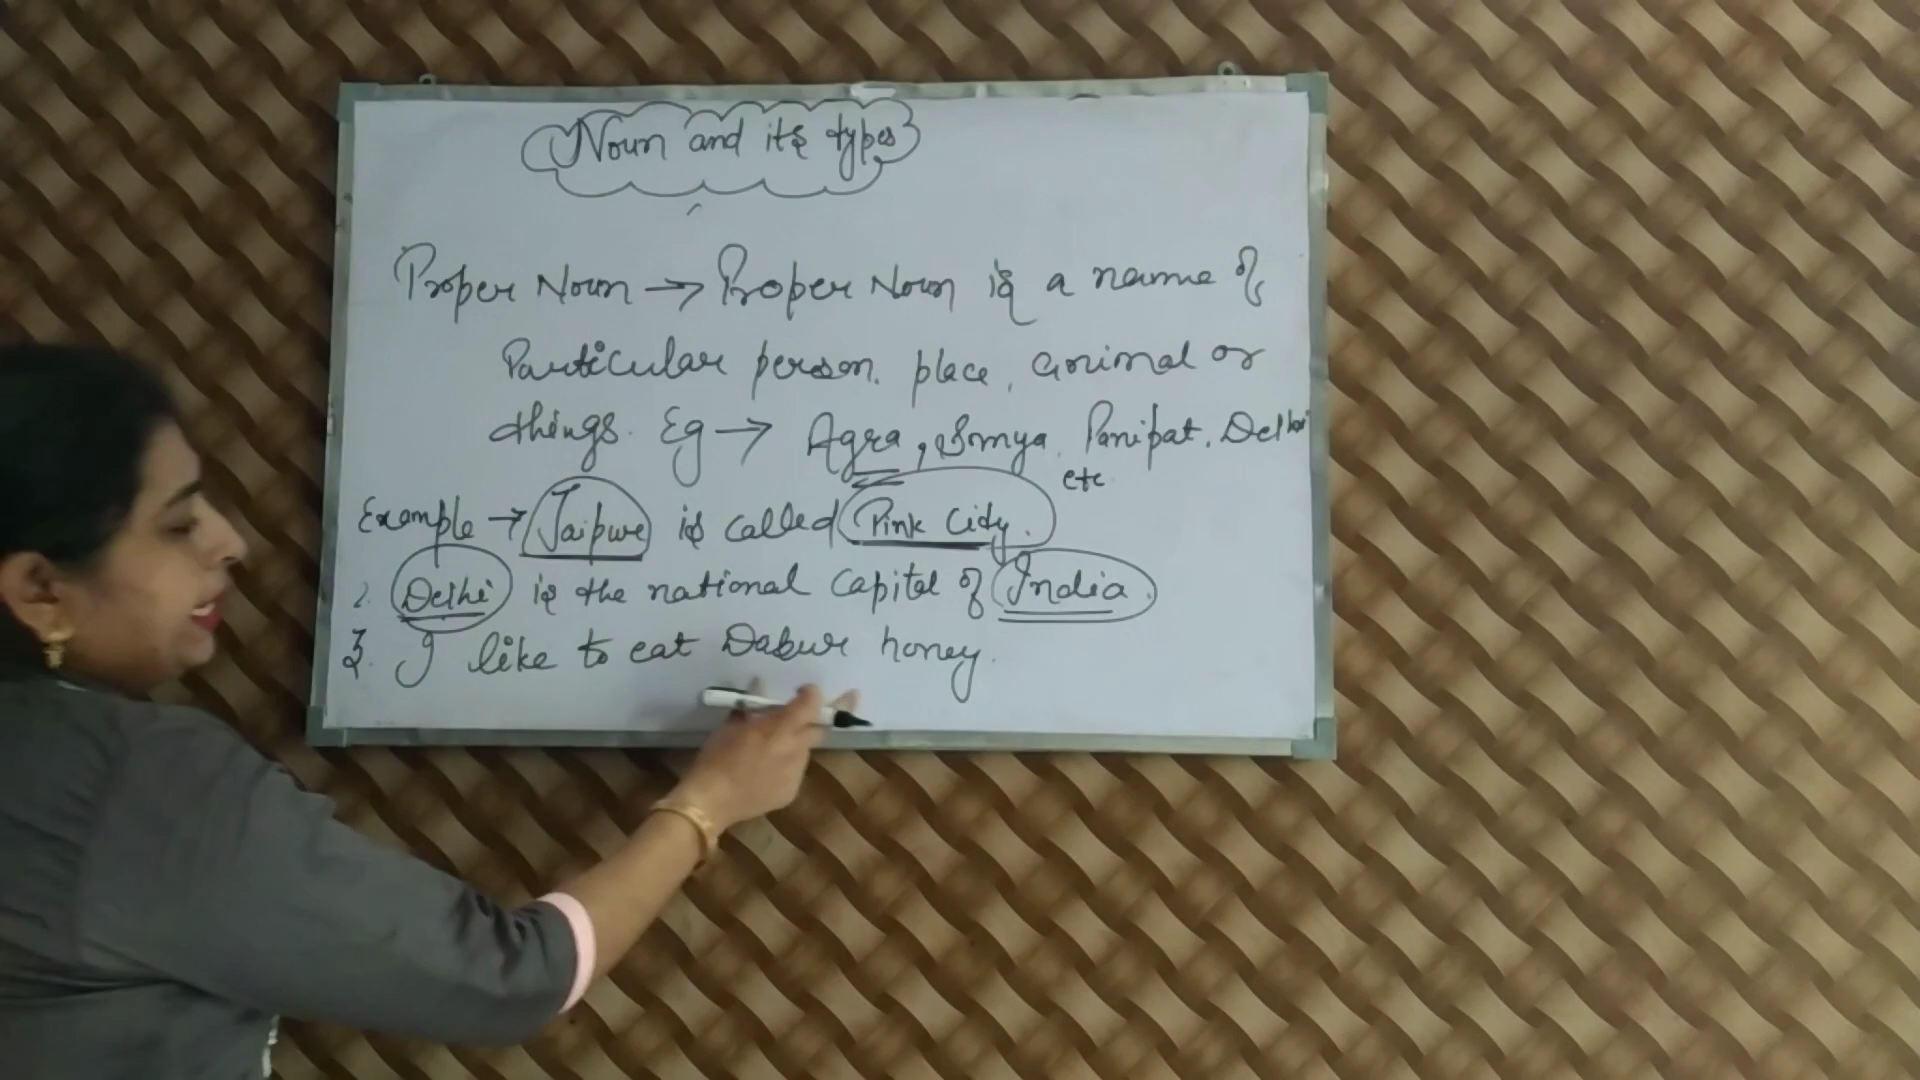 Noun and its types
Proper Noun → Proper Noun is a name of
Particular person, place, animal or
things. Eg → Agra, Somya, Panipat, Delhi
etc
Example → Jaipur is called Pink City.
2. Delhi is the national capital of India.
3. I like to eat Dabur honey.